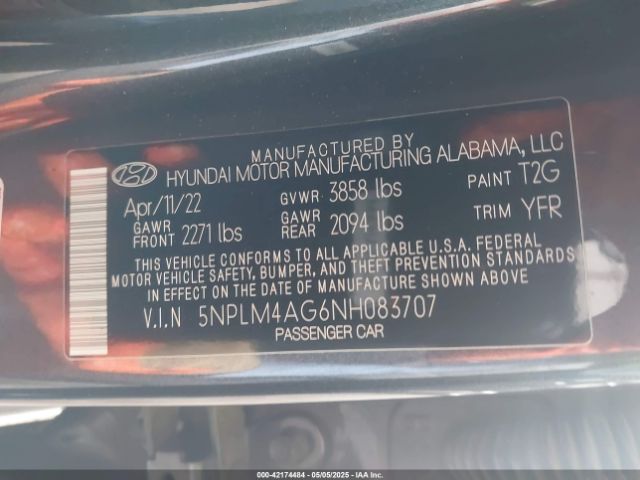 MANUFACTURED BY
HYUNDAI MOTOR MANUFACTURING ALABAMA, LLC
Apr/11/22 GVWR 3858 lbs PAINT T2G
GAWR FRONT 2271 lbs GAWR REAR 2094 lbs TRIM YFR
THIS VEHICLE CONFORMS TO ALL APPLICABLE U.S.A. FEDERAL
MOTOR VEHICLE SAFETY, BUMPER, AND THEFT PREVENTION STANDARDS
IN EFFECT ON THE DATE OF MANUFACTURE SHOWN ABOVE
V.I.N 5NPLM4AG6NH083707
PASSENGER CAR
000-42174484 - 05/05/2025 - IAA Inc.